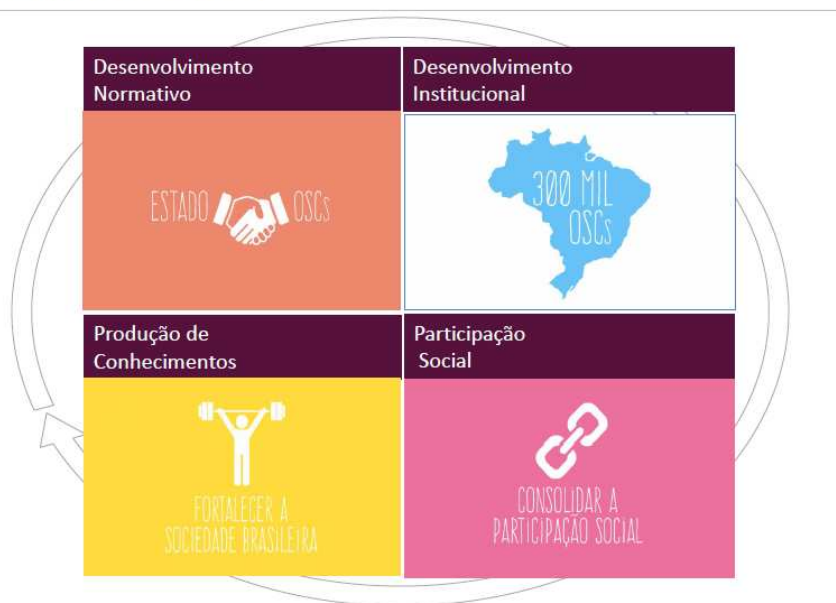 Desenvolvimento
Normativo
ESTADO OSCs
Desenvolvimento
Institucional
300 MIL
OSCs
Produção de
Conhecimentos
FORTALECER A
SOCIEDADE BRASILEIRA
Participação
Social
CONSOLIDAR A
PARTICIPAÇÃO SOCIAL